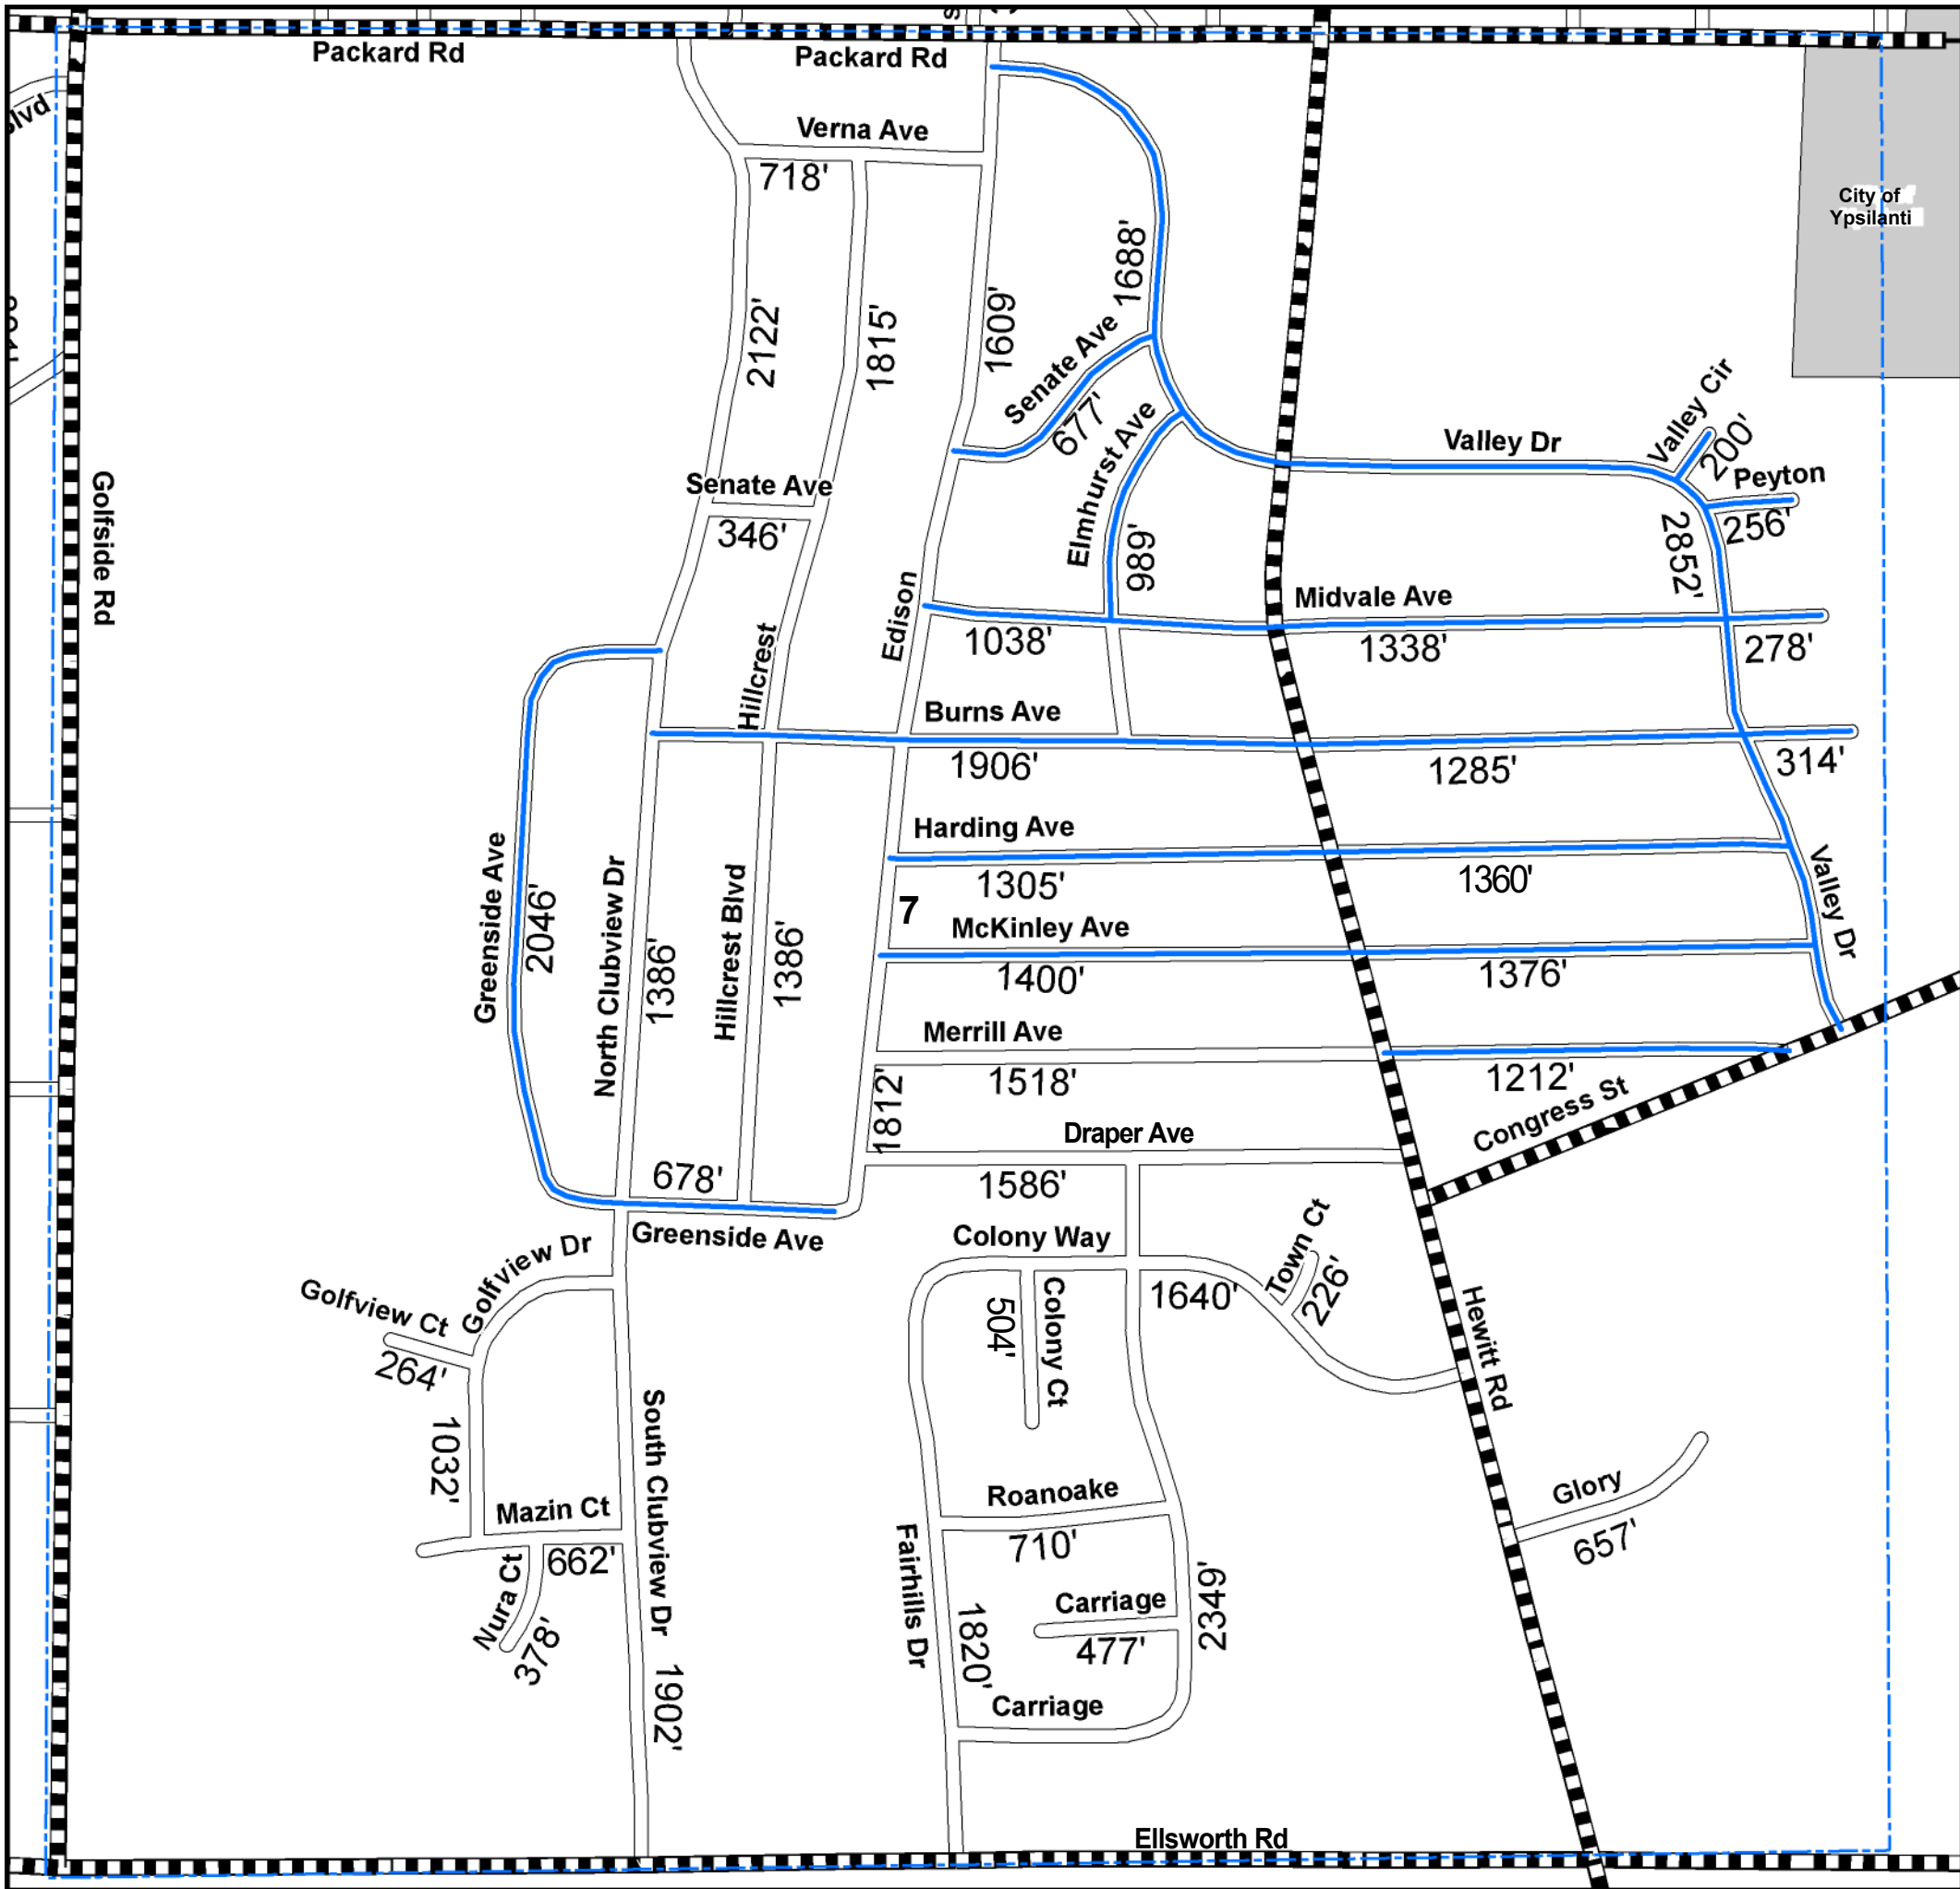 Packard Rd
Packard Rd
Blvd
Verna Ave
718'
City of
Ypsilanti
1688'
2122'
1815'
1609'
Senate Ave
677'
Elmhurst Ave
989'
Valley Dr
Valley Cir
200'
Peyton
256'
2852'
Golfside Rd
Senate Ave
346'
Edison
Hillcrest
Midvale Ave
1038'
1338'
278'
Burns Ave
1906'
1285'
314'
Harding Ave
1305'
1360'
Valley Dr
7
McKinley Ave
1400'
1376'
Greenside Ave
2046'
North Clubview Dr
1386'
Hillcrest Blvd
1386'
Merrill Ave
1518'
1212'
1812'
Congress St
Draper Ave
1586'
678'
Greenside Ave
Golfview Dr
Golfview Ct
264'
1032'
Colony Way
1640'
Town Ct
226'
504'
Colony Ct
Hewitt Rd
South Clubview Dr
1902'
Mazin Ct
662'
Nura Ct
378'
Roanoake
710'
Fairhills Dr
1820'
Carriage
477'
2349'
Carriage
Glory
657'
Ellsworth Rd